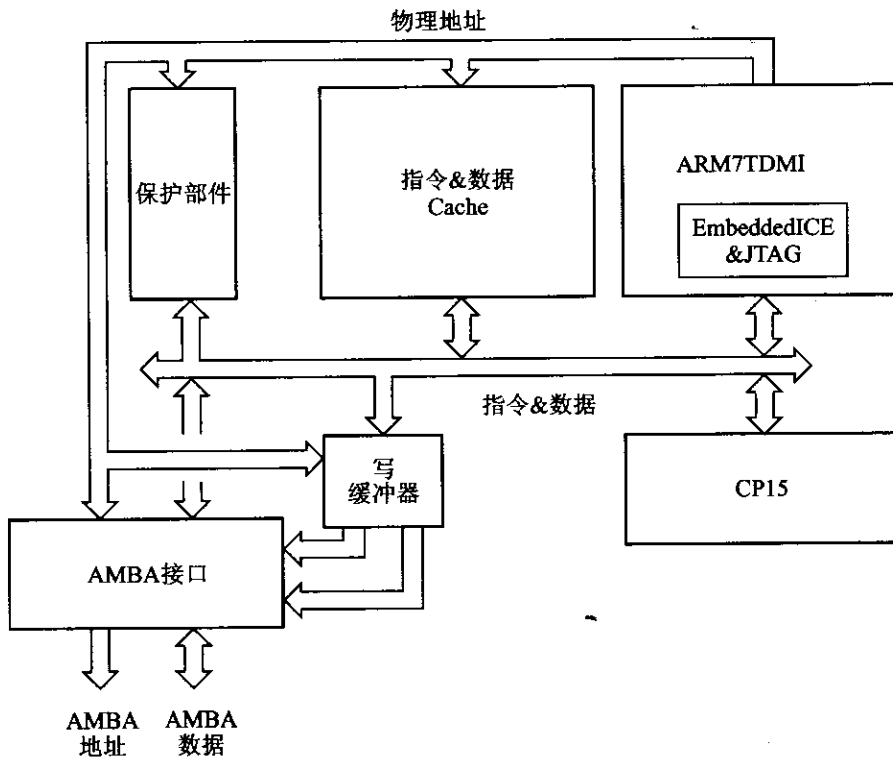 物理地址
保护部件
指令&数据
Cache
ARM7TDMI
EmbeddedICE
&JTAG
指令&数据
写
缓冲器
CP15
AMBA接口
AMBA
地址
AMBA
数据